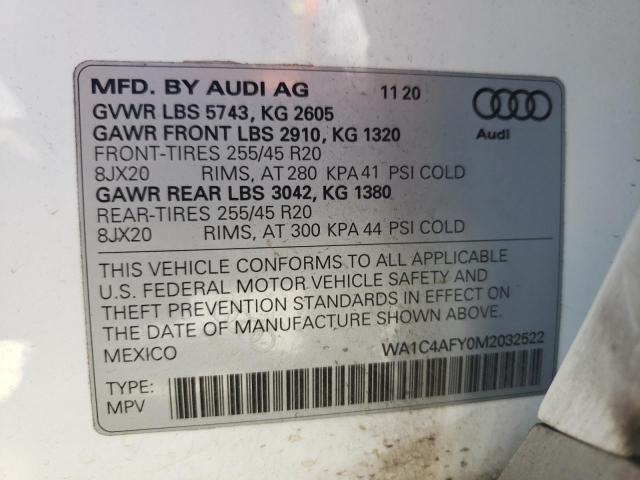 MFD. BY AUDI AG 11 20
GVWR LBS 5743, KG 2605
GAWR FRONT LBS 2910, KG 1320
FRONT-TIRES 255/45 R20
8JX20 RIMS, AT 280 KPA 41 PSI COLD
GAWR REAR LBS 3042, KG 1380
REAR-TIRES 255/45 R20
8JX20 RIMS, AT 300 KPA 44 PSI COLD
Audi
THIS VEHICLE CONFORMS TO ALL APPLICABLE
U.S. FEDERAL MOTOR VEHICLE SAFETY AND
THEFT PREVENTION STANDARDS IN EFFECT ON
THE DATE OF MANUFACTURE SHOWN ABOVE.
MEXICO WA1C4AFY0M2032522
TYPE:
MPV